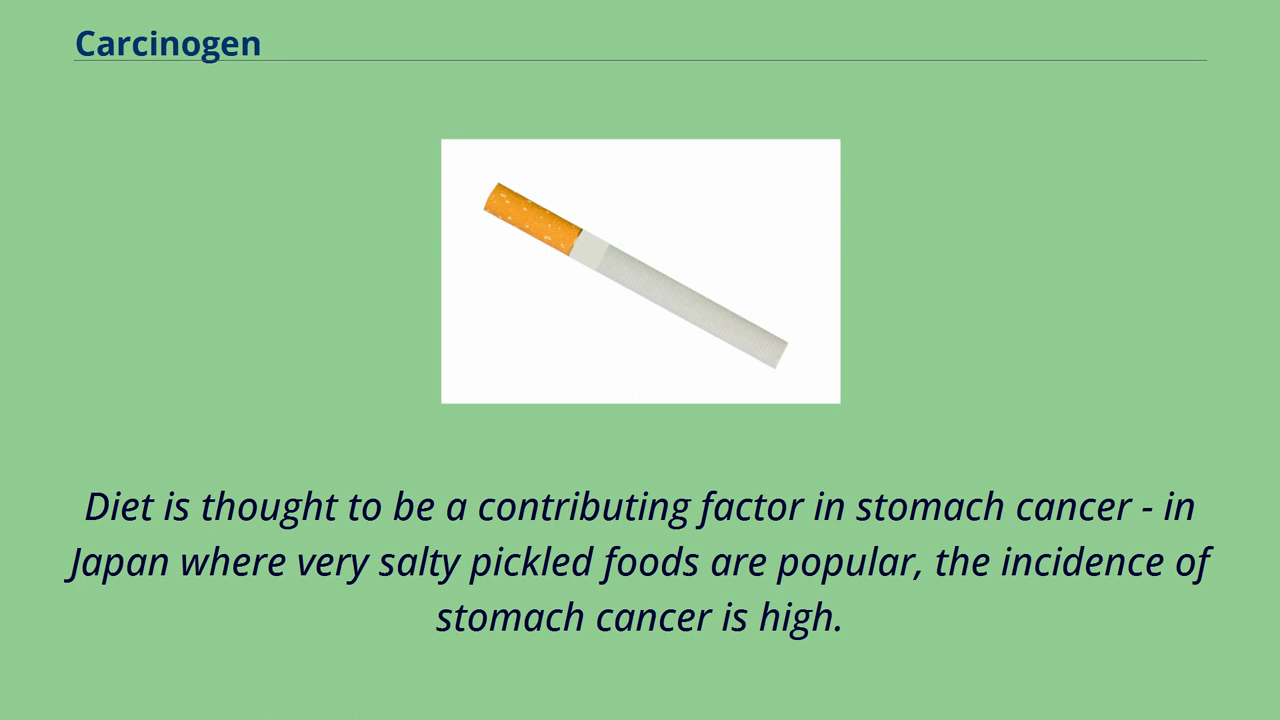 Carcinogen
Diet is thought to be a contributing factor in stomach cancer - in
Japan where very salty pickled foods are popular, the incidence of
stomach cancer is high.